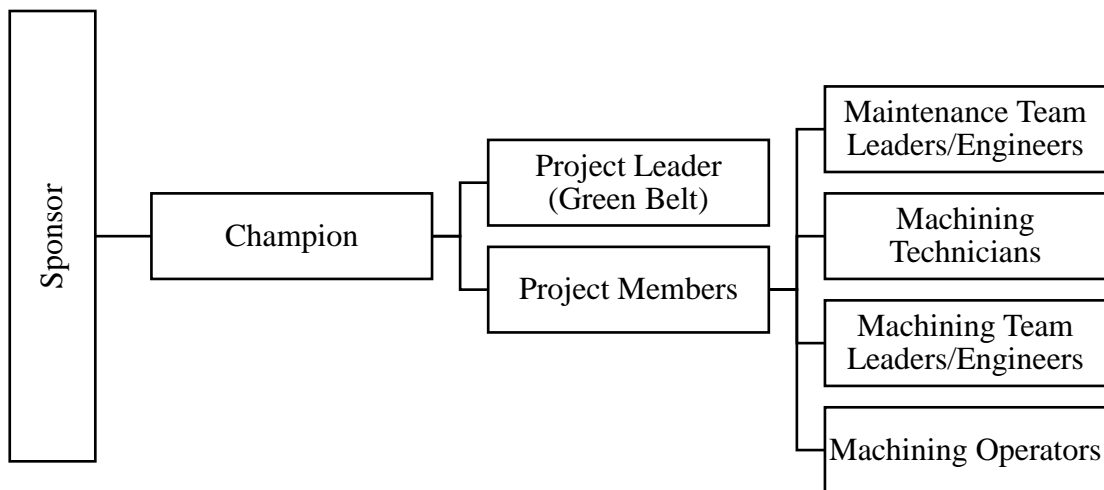 Sponsor
Champion
Project Leader
(Green Belt)
Project Members
Maintenance Team
Leaders/Engineers
Machining
Technicians
Machining Team
Leaders/Engineers
Machining Operators